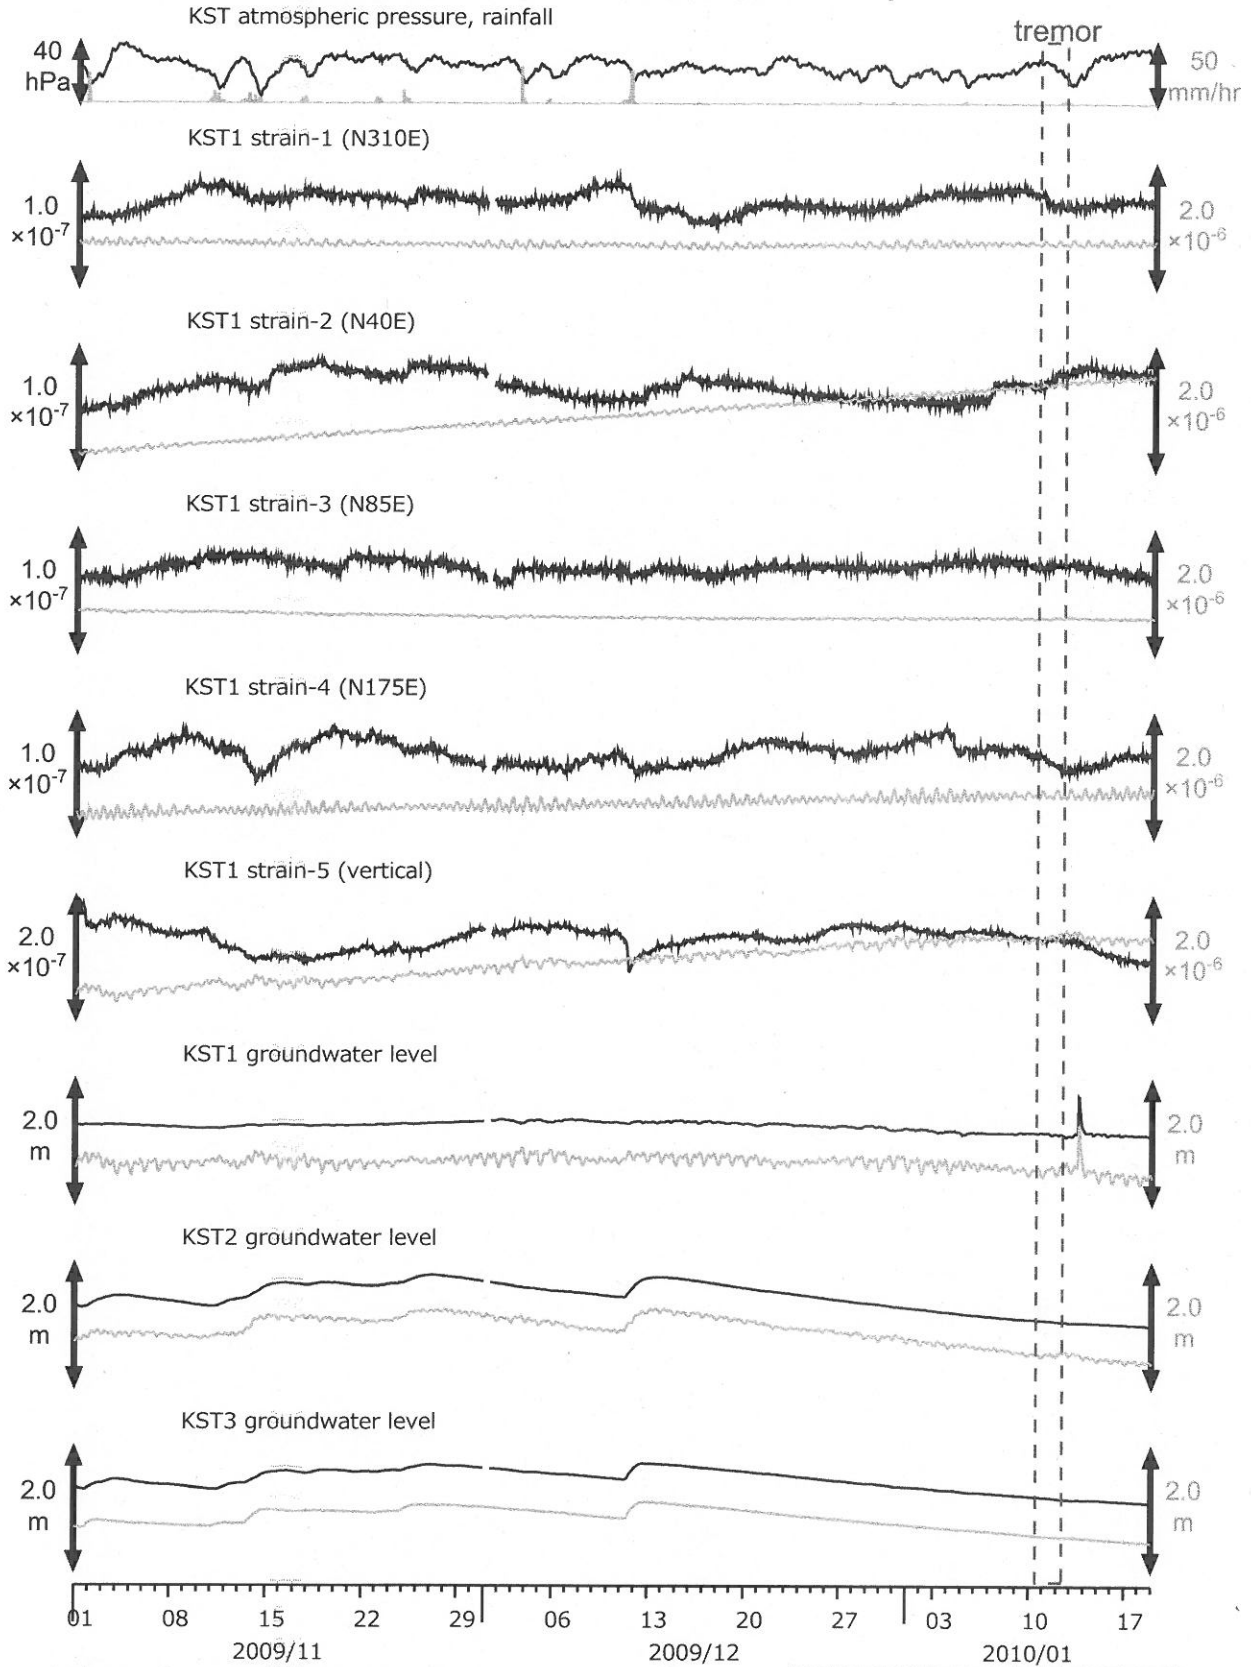 KST atmospheric pressure, rainfall
tremor
40
hPa
50
mm/hr
KST1 strain-1 (N310E)
1.0
×10-7
2.0
×10-6
KST1 strain-2 (N40E)
1.0
×10-7
2.0
×10-6
KST1 strain-3 (N85E)
1.0
×10-7
2.0
×10-6
KST1 strain-4 (N175E)
1.0
×10-7
2.0
×10-6
KST1 strain-5 (vertical)
2.0
×10-7
2.0
×10-6
KST1 groundwater level
2.0
m
2.0
m
KST2 groundwater level
2.0
m
2.0
m
KST3 groundwater level
2.0
m
2.0
m
01 08 15 22 29 06 13 20 27 03 10 17
2009/11 2009/12 2010/01